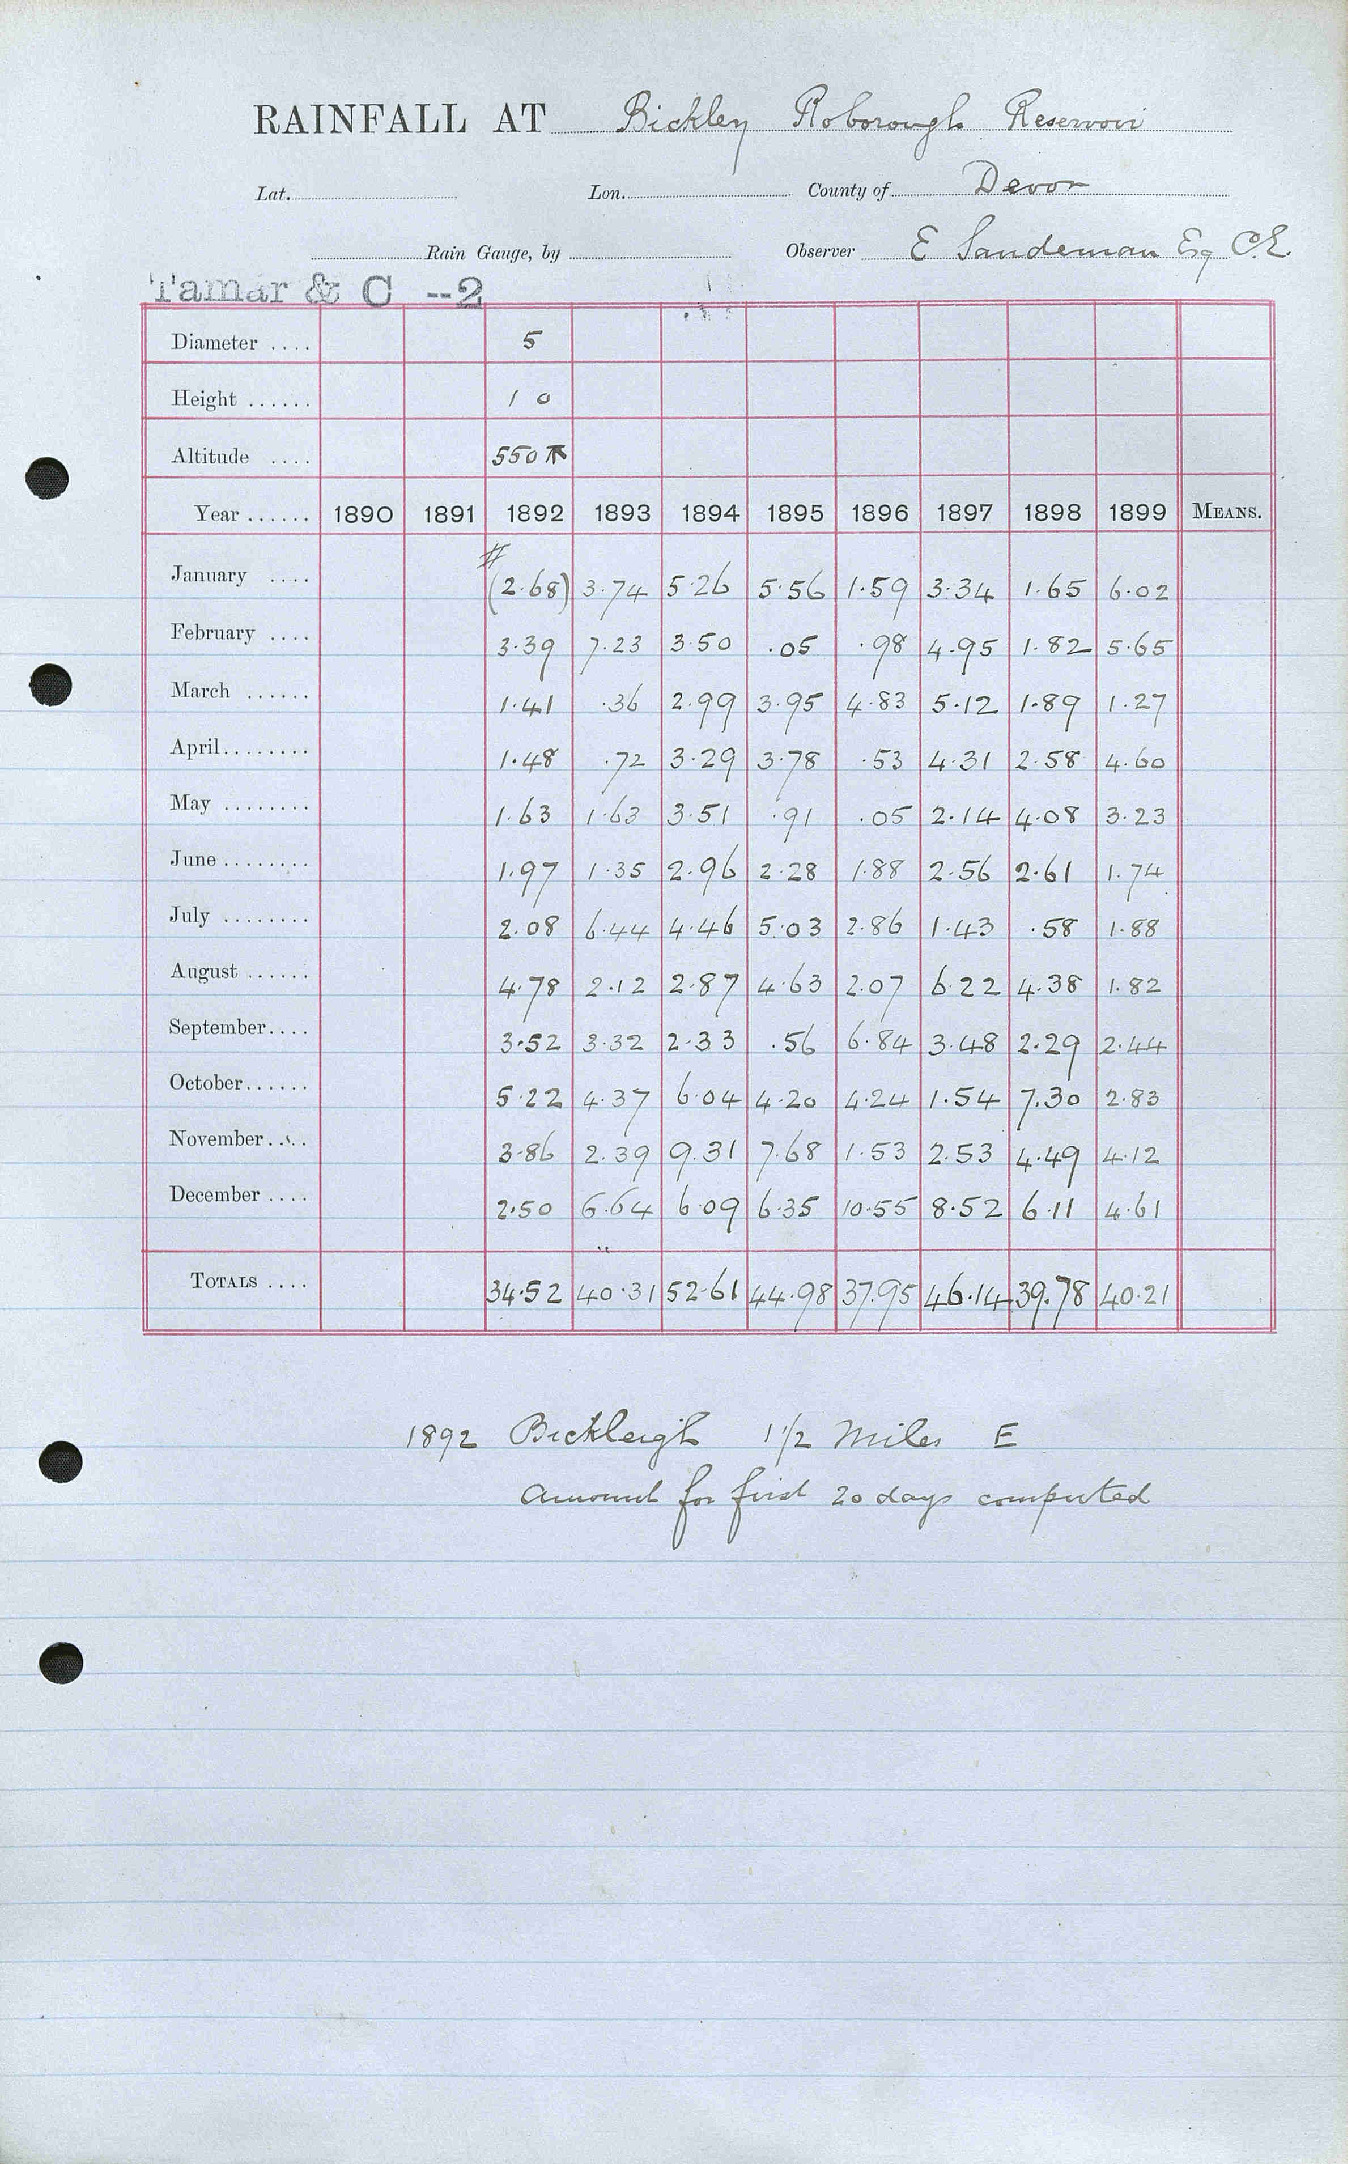 RAINFALL AT Bickley Roborough Reservoir
Lat. Lon. County of Devon
Rain Gauge, by Observer E Sandeman Esq C.E
Tamar & C --2
Diameter .... 5
Height ...... 1 0
Altitude .... 550
Year ...... 1890 1891 1892 1893 1894 1895 1896 1897 1898 1899 MEANS.
#
January .... (2.68) 3.74 5.26 5.56 1.59 3.34 1.65 6.02
February .... 3.39 7.23 3.50 .05 .98 4.95 1.82 5.65
March ...... 1.41 .36 2.99 3.95 4.83 5.12 1.89 1.27
April........ 1.48 .72 3.29 3.78 .53 4.31 2.58 4.60
May ........ 1.63 1.63 3.51 .91 .05 2.14 4.08 3.23
June ........ 1.97 1.35 2.96 2.28 1.88 2.56 2.61 1.74
July ........ 2.08 6.44 4.46 5.03 2.86 1.43 .58 1.88
August ...... 4.78 2.12 2.87 4.63 2.07 6.22 4.38 1.82
September.... 3.52 3.32 2.33 .56 6.84 3.48 2.29 2.44
October...... 5.22 4.37 6.04 4.20 4.24 1.54 7.30 2.83
November.... 3.86 2.39 9.31 7.68 1.53 2.53 4.49 4.12
December .... 2.50 6.64 6.09 6.35 10.55 8.52 6.11 4.61
TOTALS .... 34.52 40.31 52.61 44.98 37.95 46.14 39.78 40.21
1892 Bickleigh 1 1/2 Miles E
Amount for first 20 days computed